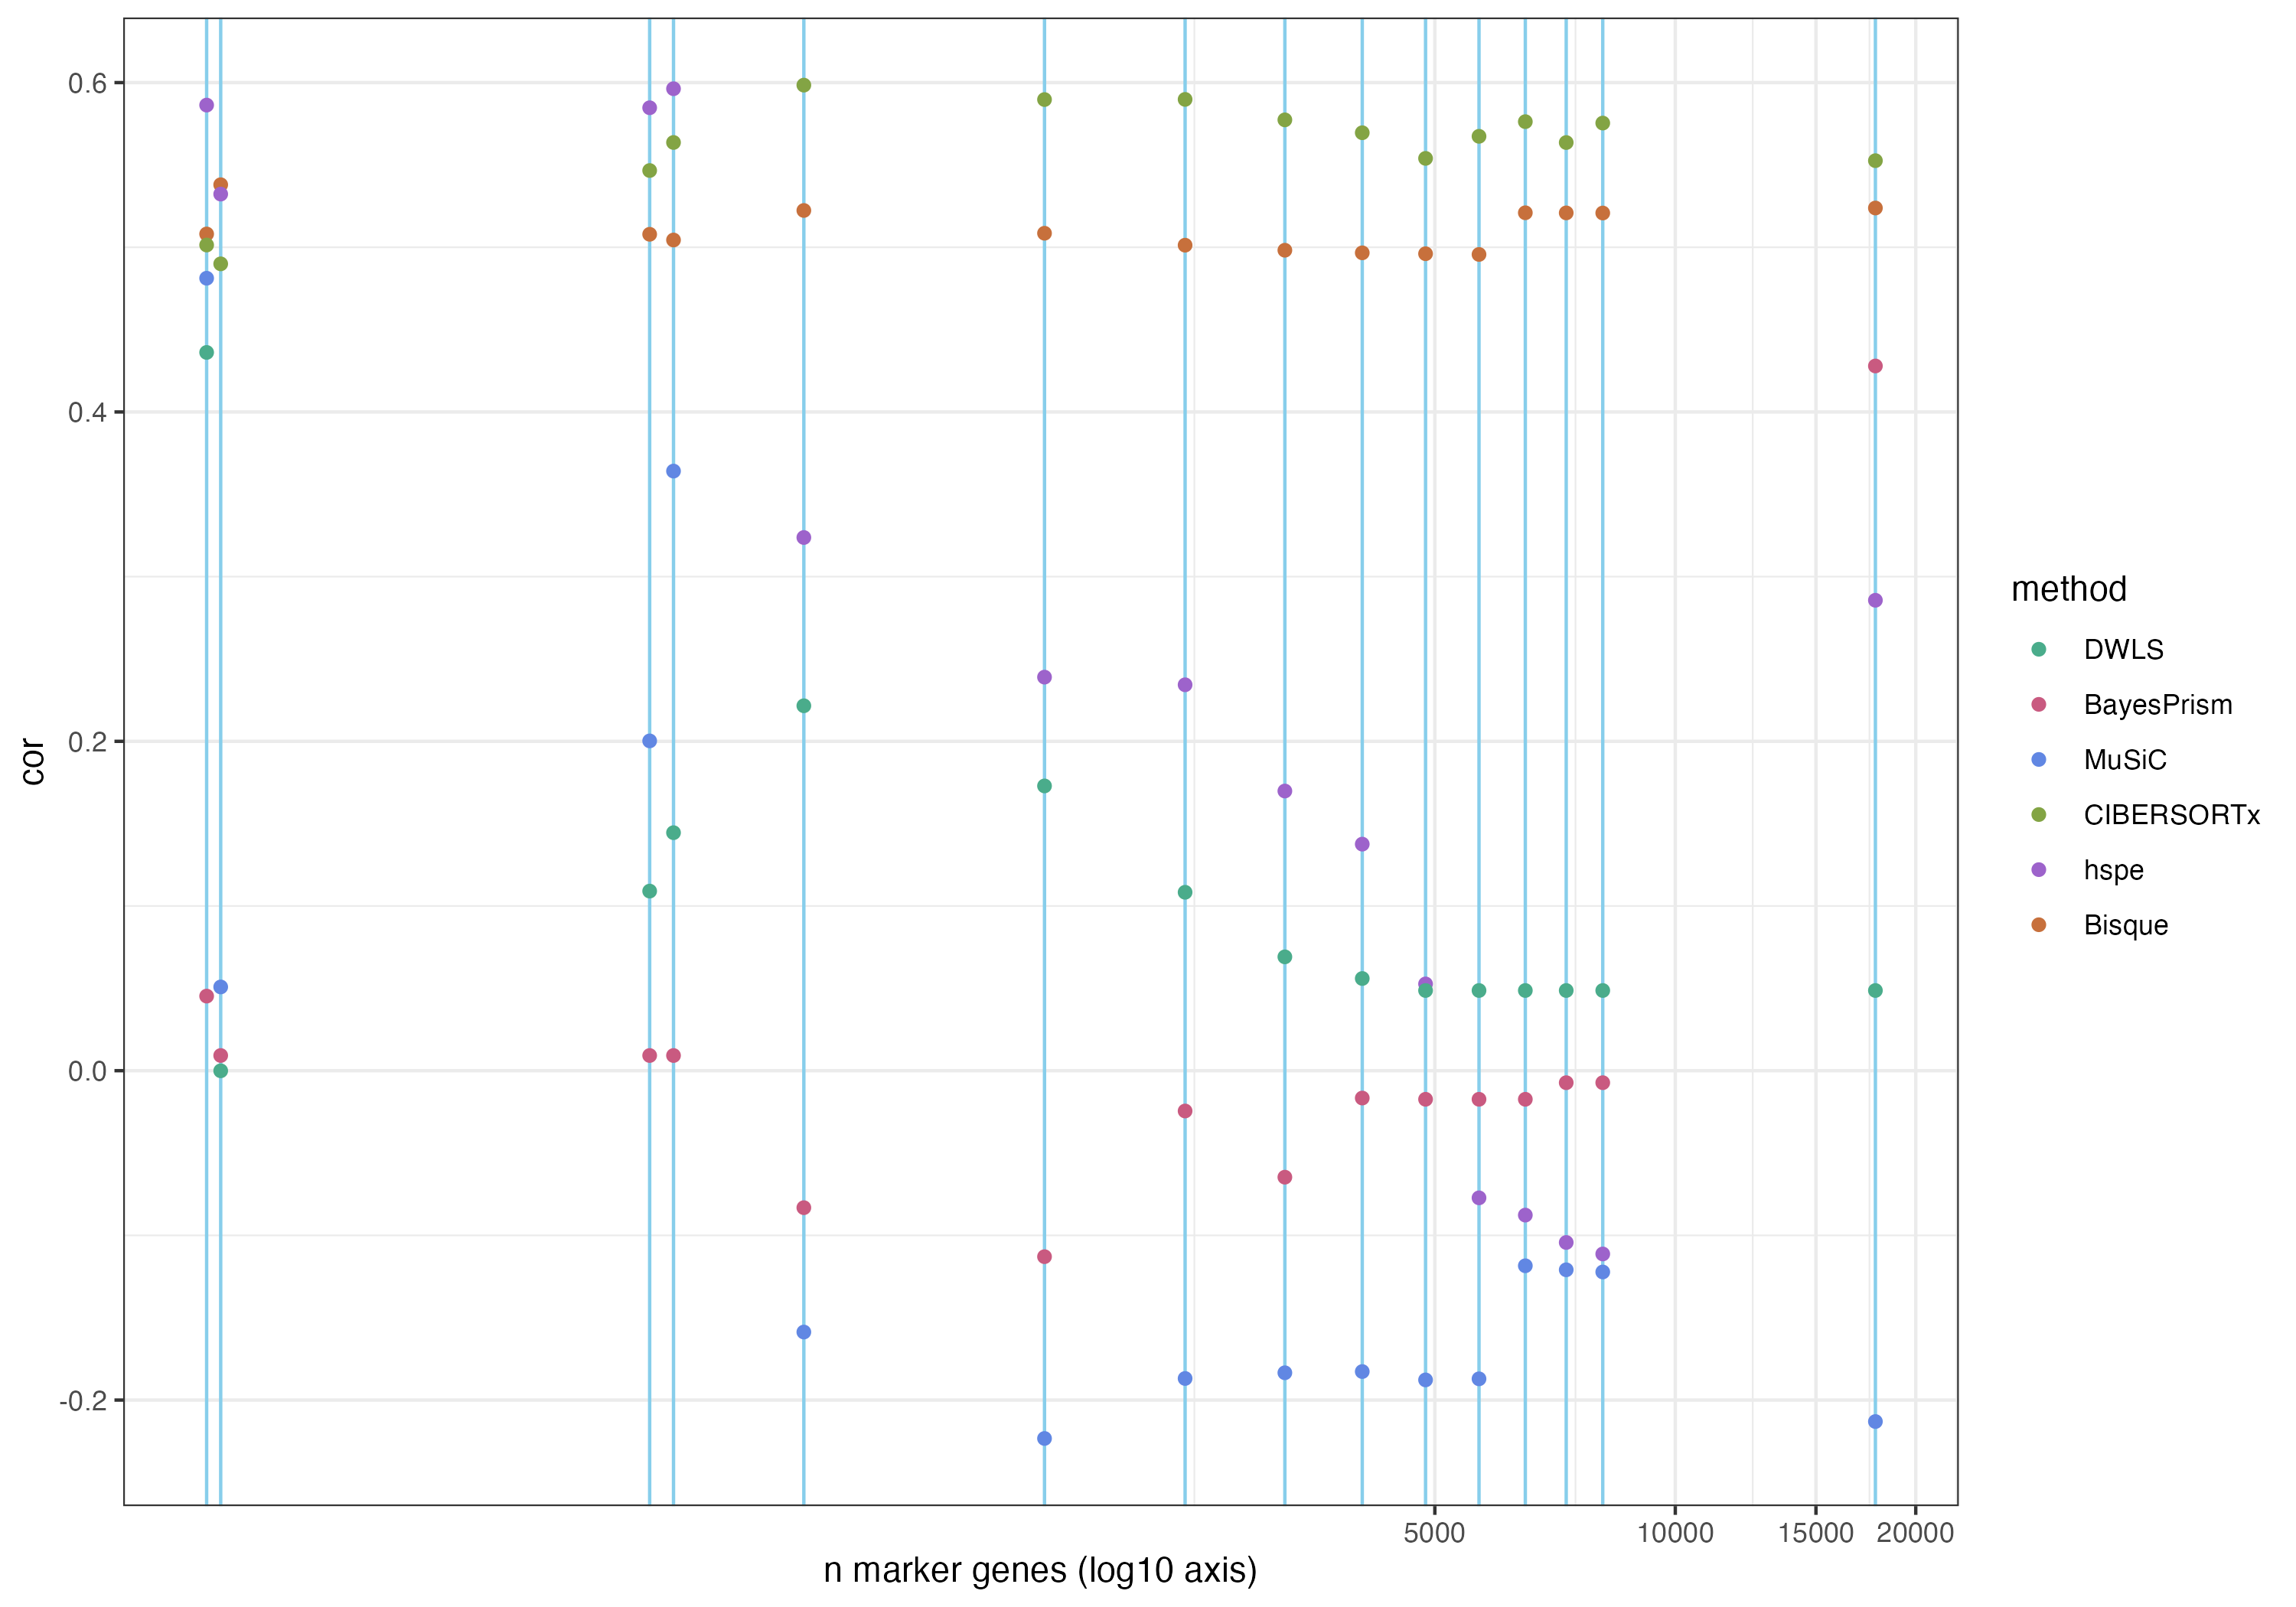 0.6
0.4
0.2
0.0
-0.2
cor
5000 10000 15000 20000
n marker genes (log10 axis)
method
DWLS
BayesPrism
MuSiC
CIBERSORTx
hspe
Bisque